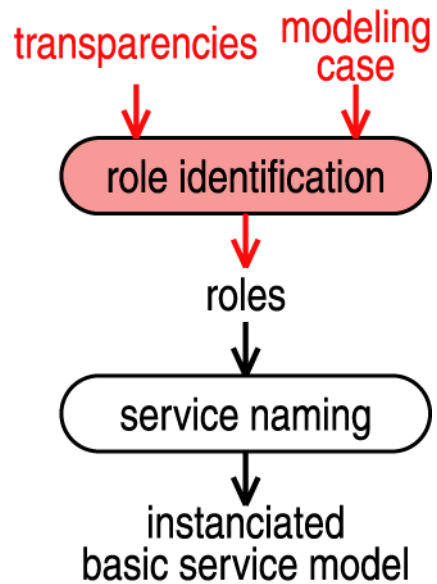 transparencies
modeling
case
role identification
roles
service naming
instanciated
basic service model